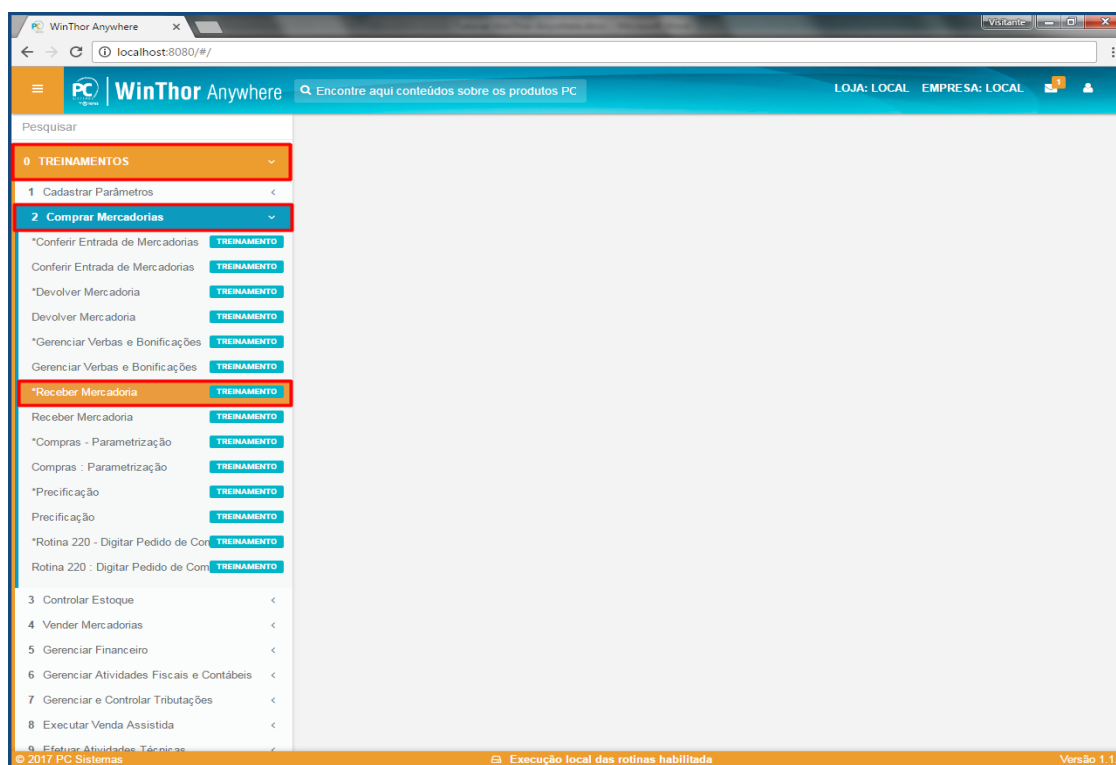 WinThor Anywhere
Visitante
localhost:8080/#/
PC | WinThor Anywhere
Encontre aqui conteúdos sobre os produtos PC
LOJA: LOCAL EMPRESA: LOCAL
1
Pesquisar
0 TREINAMENTOS
1 Cadastrar Parâmetros
2 Comprar Mercadorias
*Conferir Entrada de Mercadorias TREINAMENTO
Conferir Entrada de Mercadorias TREINAMENTO
*Devolver Mercadoria TREINAMENTO
Devolver Mercadoria TREINAMENTO
*Gerenciar Verbas e Bonificações TREINAMENTO
Gerenciar Verbas e Bonificações TREINAMENTO
*Receber Mercadoria TREINAMENTO
Receber Mercadoria TREINAMENTO
*Compras - Parametrização TREINAMENTO
Compras : Parametrização TREINAMENTO
*Precificação TREINAMENTO
Precificação TREINAMENTO
*Rotina 220 - Digitar Pedido de Con TREINAMENTO
Rotina 220 : Digitar Pedido de Com TREINAMENTO
3 Controlar Estoque
4 Vender Mercadorias
5 Gerenciar Financeiro
6 Gerenciar Atividades Fiscais e Contábeis
7 Gerenciar e Controlar Tributações
8 Executar Venda Assistida
9 Efetuar Atividades Técnicas
© 2017 PC Sistemas
Execução local das rotinas habilitada
Versão 1.1